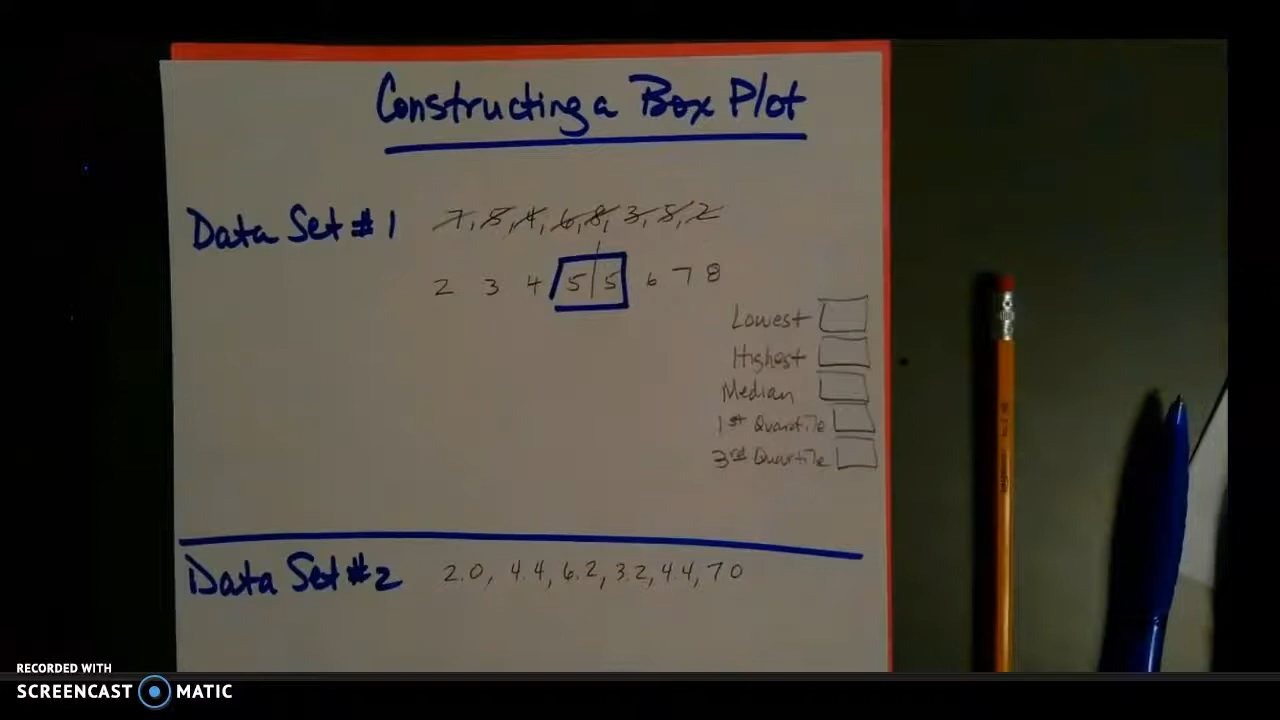 Constructing a Box Plot
Data Set #1 7, 5, 4, 6, 8, 3, 5, 2
2 3 4 5 5 6 7 8
Lowest
Highest
Median
1st Quartile
3rd Quartile
Data Set #2 2.0, 4.4, 6.2, 3.2, 4.4, 7.0
RECORDED WITH
SCREENCAST MATIC